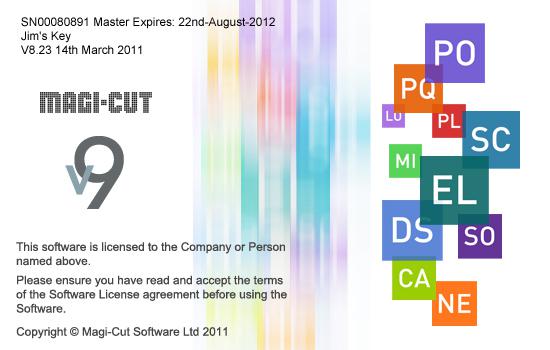 SN00080891 Master Expires: 22nd-August-2012
Jim's Key
V8.23 14th March 2011
MAGI-CUT
v9
This software is licensed to the Company or Person
named above.
Please ensure you have read and accept the terms
of the Software License agreement before using the
Software.
Copyright © Magi-Cut Software Ltd 2011
PO
PQ
LU
PL
SC
MI
EL
DS
SO
CA
NE